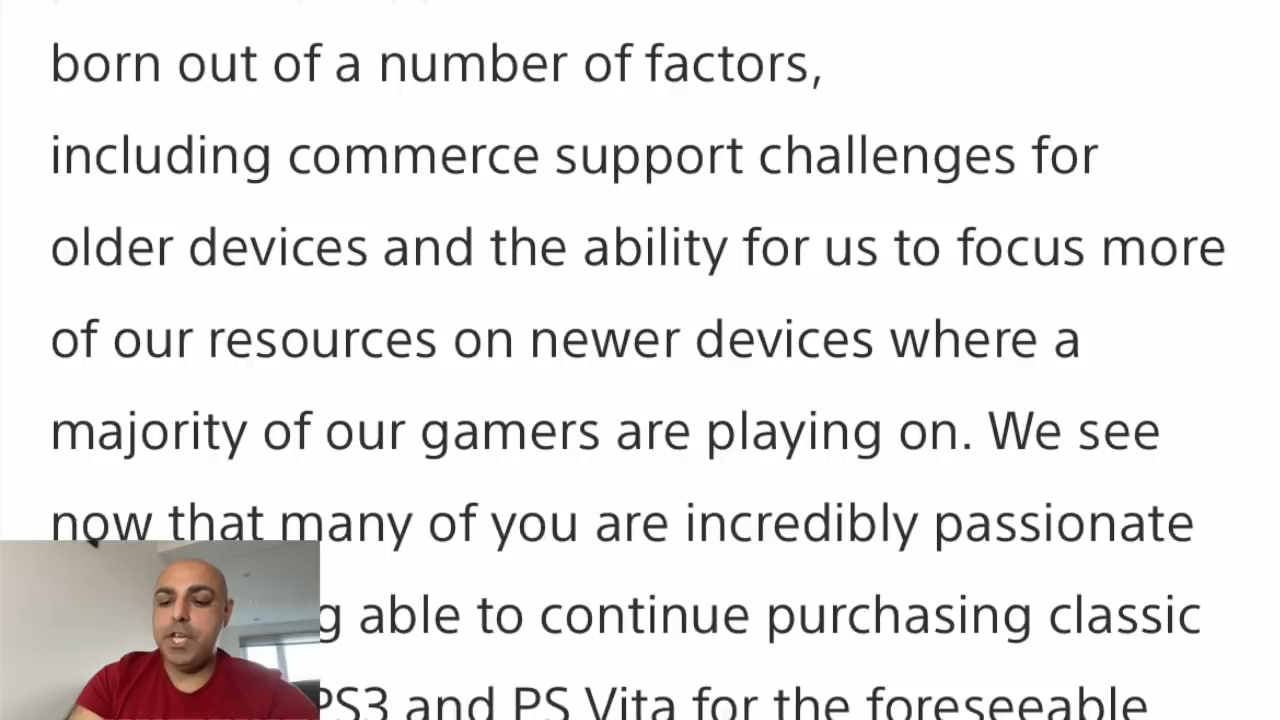 born out of a number of factors,
including commerce support challenges for
older devices and the ability for us to focus more
of our resources on newer devices where a
majority of our gamers are playing on. We see
now that many of you are incredibly passionate
able to continue purchasing classic
PS3 and PS Vita for the foreseeable